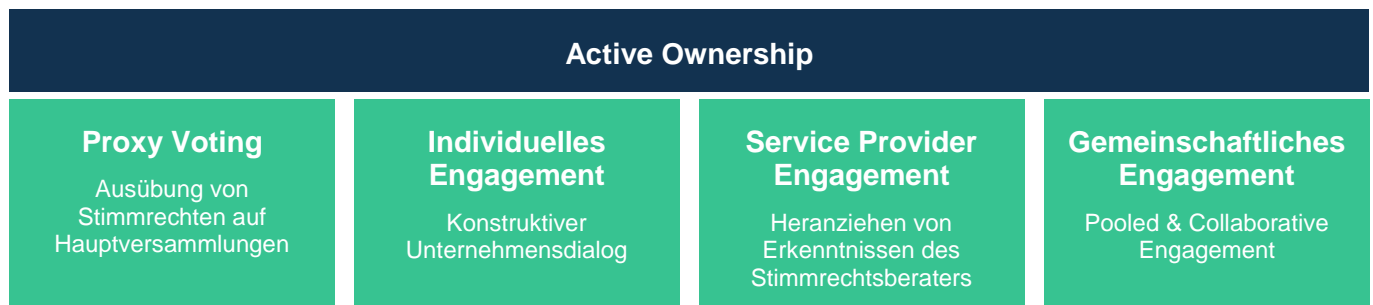 Active Ownership
Proxy Voting
Ausübung von
Stimmrechten auf
Hauptversammlungen
Individuelles
Engagement
Konstruktiver
Unternehmensdialog
Service Provider
Engagement
Heranziehen von
Erkenntnissen des
Stimmrechtsberaters
Gemeinschaftliches
Engagement
Pooled & Collaborative
Engagement